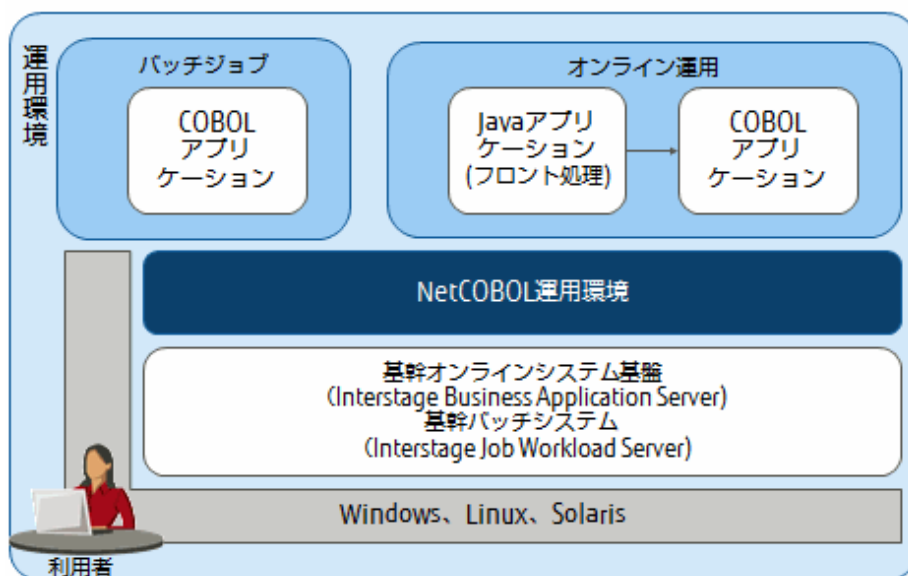 運用環境
バッチジョブ
COBOL
アプリ
ケーション
オンライン運用
Javaアプリ
ケーション
(フロント処理)
COBOL
アプリ
ケーション
NetCOBOL運用環境
基幹オンラインシステム基盤
（Interstage Business Application Server)
基幹バッチシステム
（Interstage Job Workload Server)
Windows、Linux、Solaris
利用者